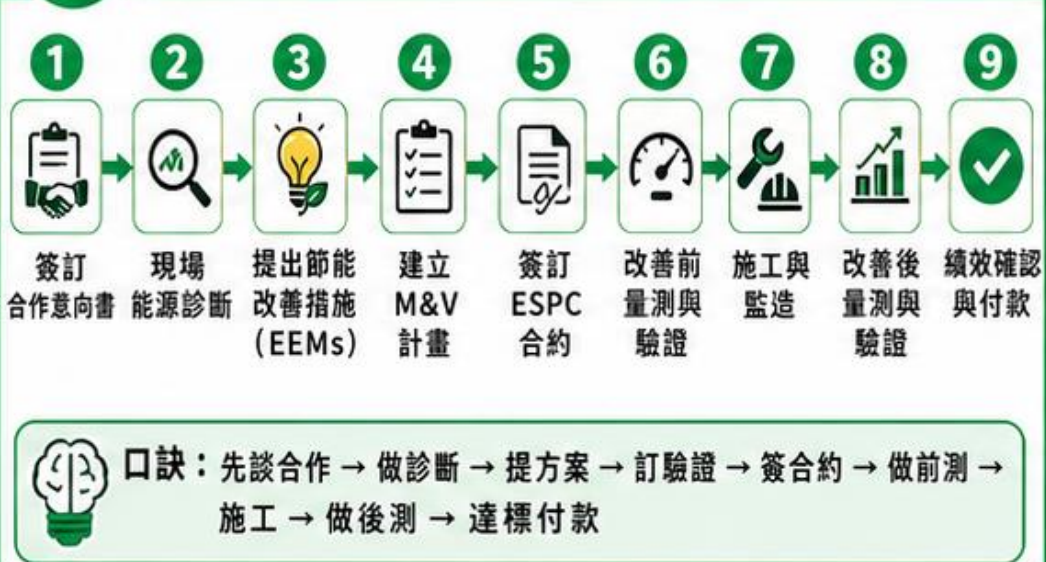 1
2
3
4
5
6
7
8
9
簽訂
合作意向書
現場
能源診斷
提出節能
改善措施
(EEMs)
建立
M&V
計畫
簽訂
ESPC
合約
改善前
量測與
驗證
施工與
監造
改善後
量測與
驗證
績效確認
與付款
口訣：先談合作 → 做診斷 → 提方案 → 訂驗證 → 簽合約 → 做前測 →
施工 → 做後測 → 達標付款